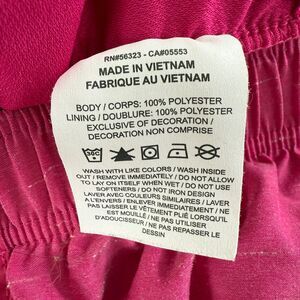 RN#56323 - CA#05553
MADE IN VIETNAM
FABRIQUE AU VIETNAM
BODY / CORPS: 100% POLYESTER
LINING / DOUBLURE: 100% POLYESTER
EXCLUSIVE OF DECORATION /
DECORATION NON COMPRISE
WASH WITH LIKE COLORS / WASH INSIDE
OUT / REMOVE IMMEDIATELY / DO NOT ALLOW
TO LAY ON ITSELF WHEN WET / DO NOT USE
SOFTENERS / DO NOT IRON DESIGN
LAVER AVEC COULEURS SIMILAIRES / LAVER
A L'ENVERS / ENLEVER IMMEDIATEMENT / NE
PAS LAISSER LE VÊTEMENT PLIÉ LORSQU'IL
EST MOUILLÉ / NE PAS UTILISER
D'ADOUCISSEUR / NE PAS REPASSER LE
DESSIN